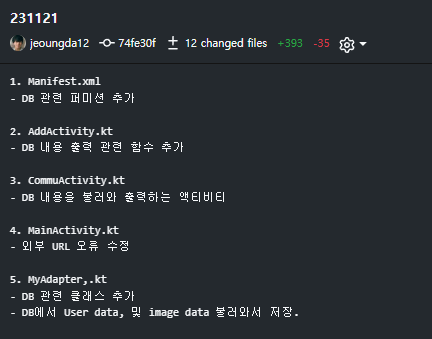 231121
jeoungda12 74fe30f 12 changed files +393 -35
1. Manifest.xml
- DB 관련 퍼미션 추가
2. AddActivity.kt
- DB 내용 출력 관련 함수 추가
3. CommuActivity.kt
- DB 내용을 불러와 출력하는 액티비티
4. MainActivity.kt
- 외부 URL 오류 수정
5. MyAdapter,.kt
- DB 관련 클래스 추가
- DB에서 User data, 및 image data 불러와서 저장.